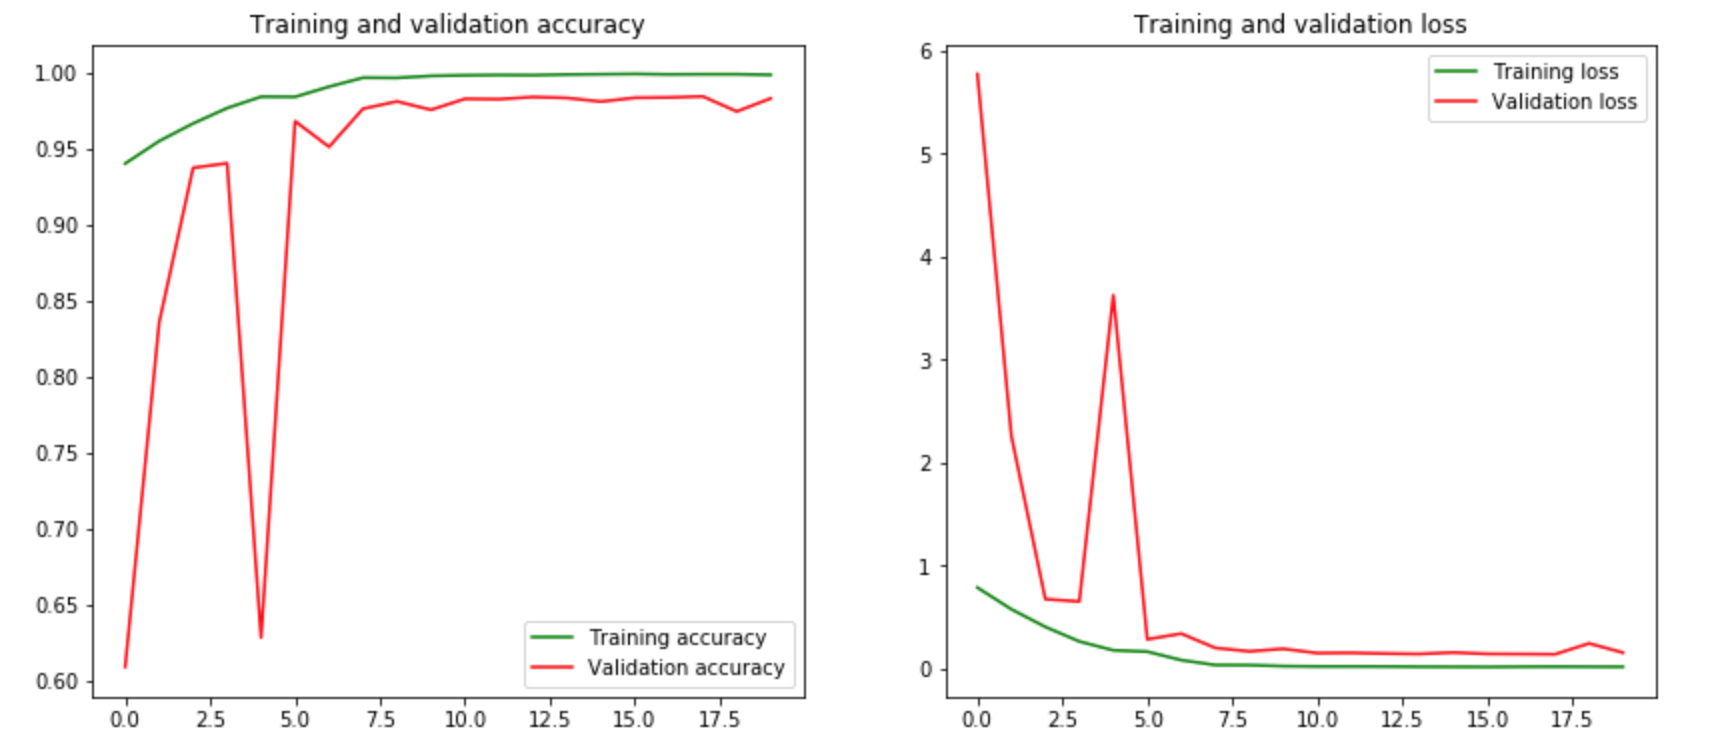 Training and validation accuracy
1.00
0.95
0.90
0.85
0.80
0.75
0.70
0.65
0.60
Training accuracy
Validation accuracy
0.0 2.5 5.0 7.5 10.0 12.5 15.0 17.5
Training and validation loss
6
5
4
3
2
1
0
Training loss
Validation loss
0.0 2.5 5.0 7.5 10.0 12.5 15.0 17.5